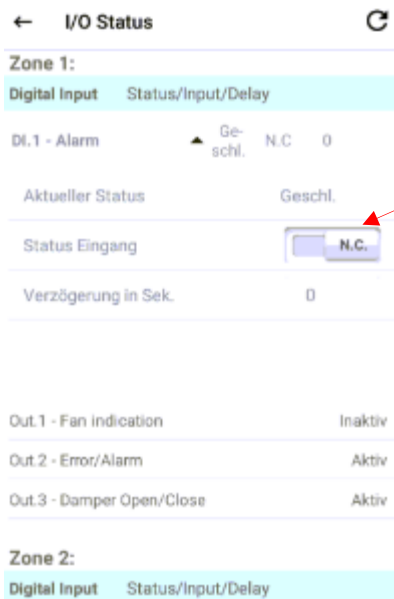 ← I/O Status
Zone 1:
Digital Input Status/Input/Delay
DI.1 - Alarm Ge-
schl. N.C 0
Aktueller Status Geschl.
Status Eingang N.C.
Verzögerung in Sek. 0
Out.1 - Fan indication Inaktiv
Out.2 - Error/Alarm Aktiv
Out.3 - Damper Open/Close Aktiv
Zone 2:
Digital Input Status/Input/Delay